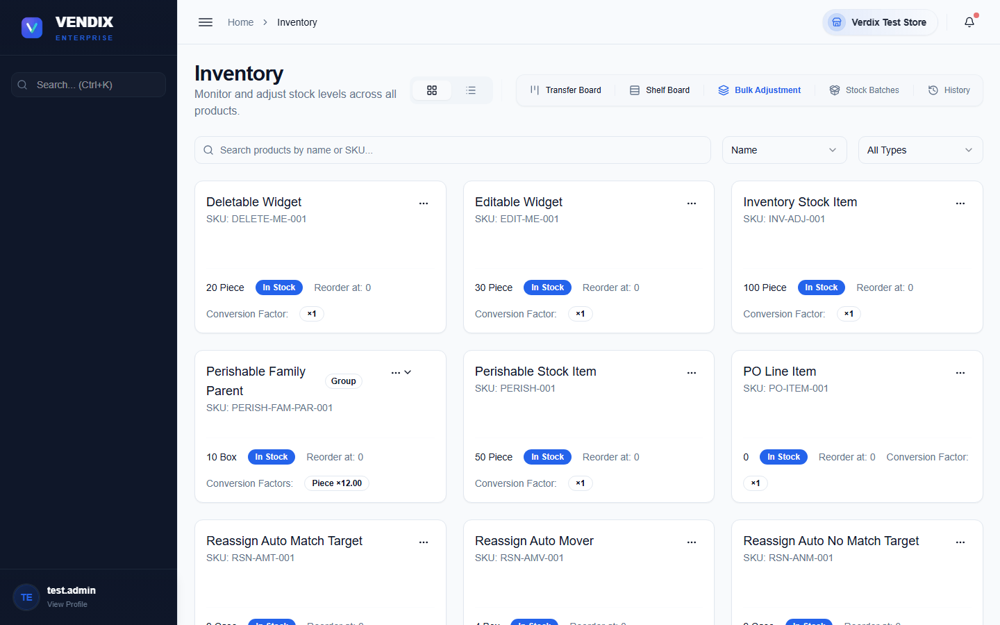 VENDIX
ENTERPRISE
Search... (Ctrl+K)
test.admin
TE
View Profile
Home
Inventory
Verdix Test Store
Inventory
Monitor and adjust stock levels across all
products.
Transfer Board
Shelf Board
Bulk Adjustment
Stock Batches
History
Search products by name or SKU...
Name
All Types
Deletable Widget
SKU: DELETE-ME-001
20 Piece In Stock Reorder at: 0
Conversion Factor: ×1
Editable Widget
SKU: EDIT-ME-001
30 Piece In Stock Reorder at: 0
Conversion Factor: ×1
Inventory Stock Item
SKU: INV-ADJ-001
100 Piece In Stock Reorder at: 0
Conversion Factor: ×1
Perishable Family
Parent
Group
SKU: PERISH-FAM-PAR-001
10 Box In Stock Reorder at: 0
Conversion Factors: Piece ×12.00
Perishable Stock Item
SKU: PERISH-001
50 Piece In Stock Reorder at: 0
Conversion Factor: ×1
PO Line Item
SKU: PO-ITEM-001
0 In Stock Reorder at: 0 Conversion Factor:
×1
Reassign Auto Match Target
SKU: RSN-AMT-001
Reassign Auto Mover
SKU: RSN-AMV-001
Reassign Auto No Match Target
SKU: RSN-ANM-001